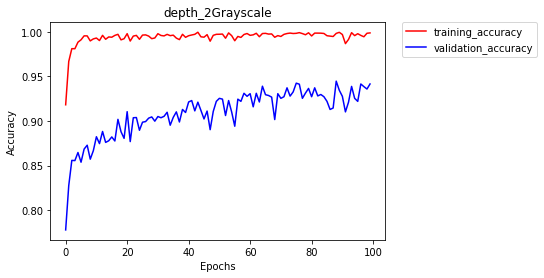 depth_2Grayscale
training_accuracy
validation_accuracy
1.00
0.95
0.90
0.85
0.80
Accuracy
0 20 40 60 80 100
Epochs